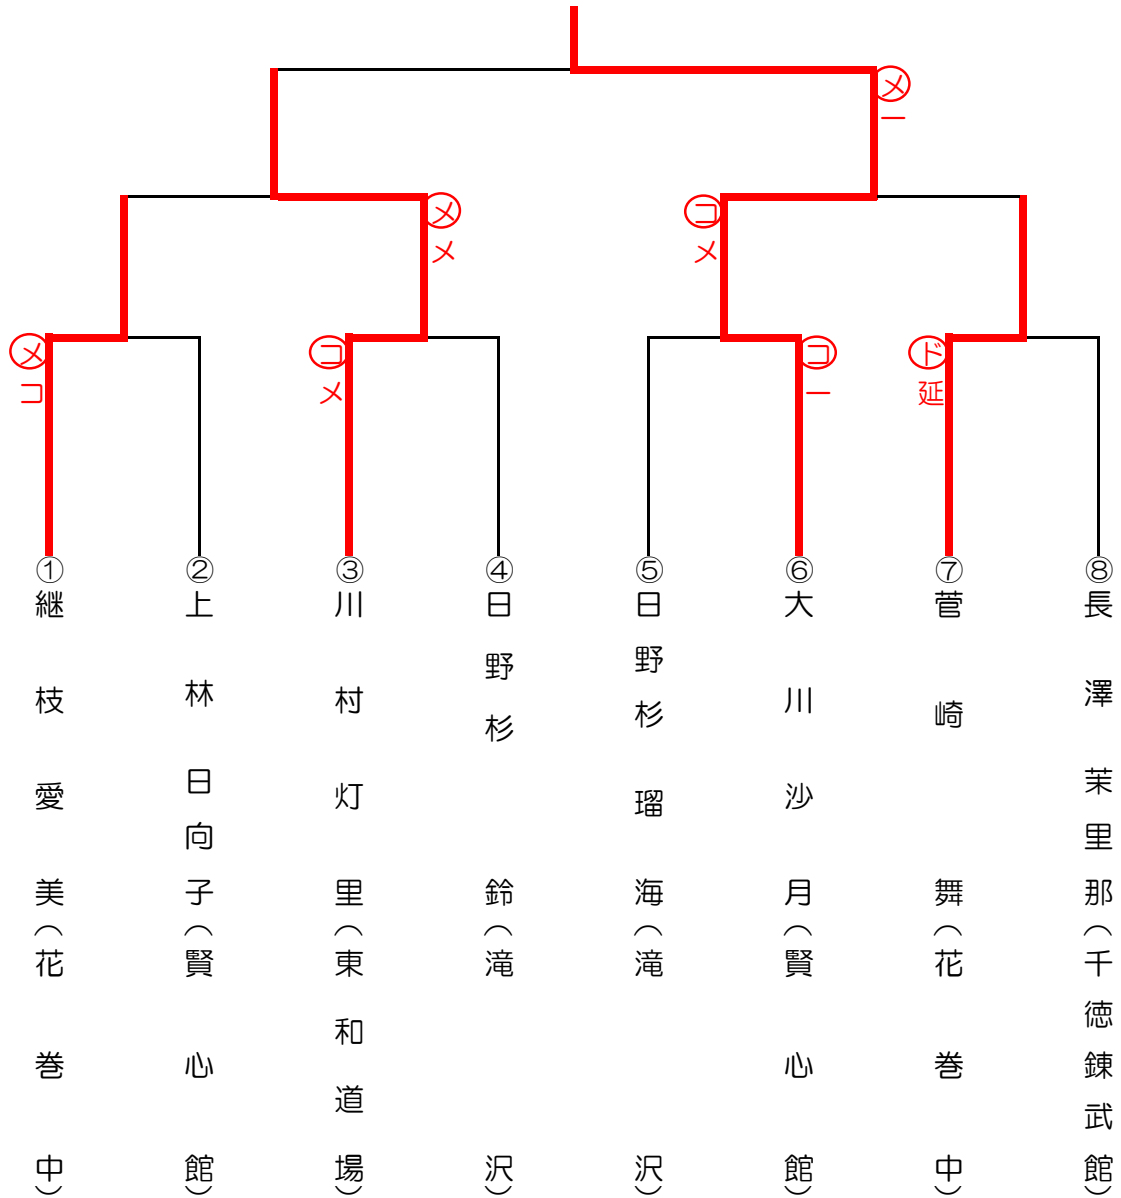 ㋱
一
㋱
メ
㋙
メ
㋱
コ
㋙
メ
㋙
一
㋣゙
延
①継枝愛美(花巻中)
②上林日向子(賢心館)
③川村灯里(東和道場)
④日野杉鈴(滝沢)
⑤日野杉瑠海(滝沢)
⑥大川沙月(賢心館)
⑦菅崎舞(花巻中)
⑧長澤茉里那(千徳錬武館)